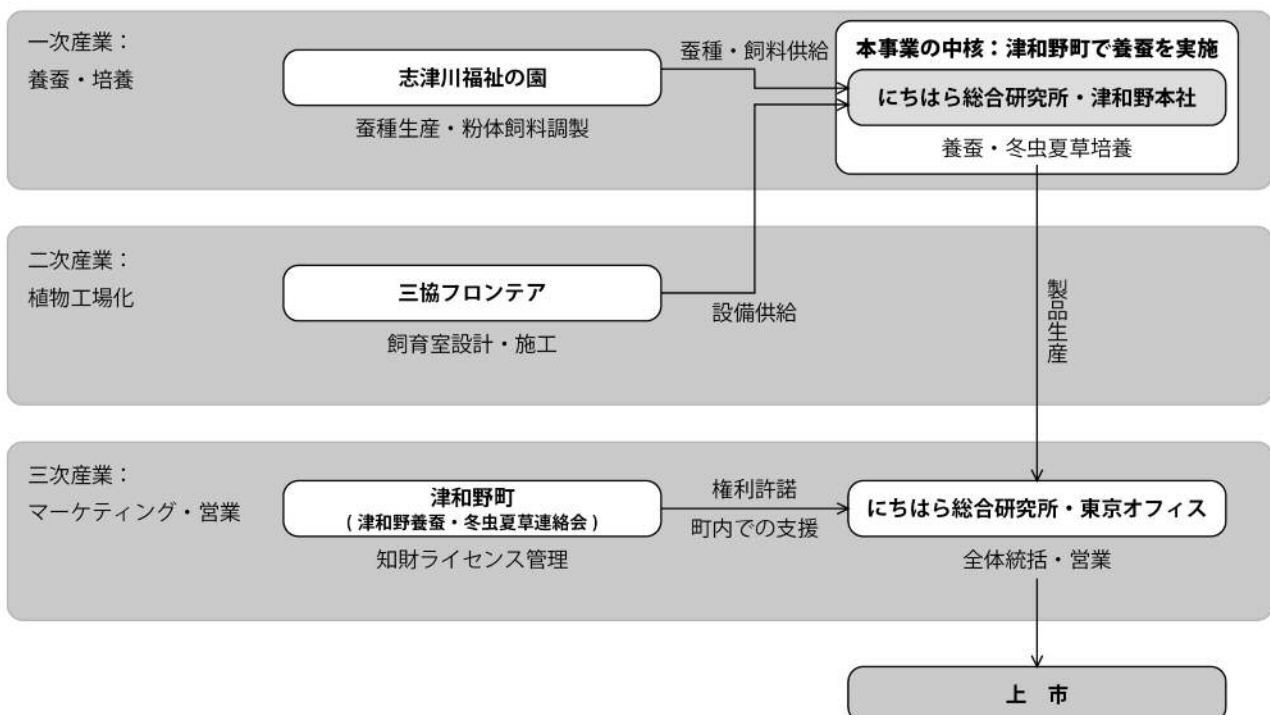 一次産業：
養蚕・培養
志津川福祉の園
蚕種生産・粉体飼料調製
蚕種・飼料供給
本事業の中核：津和野町で養蚕を実施
にちはら総合研究所・津和野本社
養蚕・冬虫夏草培養
二次産業：
植物工場化
三協フロンテア
飼育室設計・施工
設備供給
製品生産
三次産業：
マーケティング・営業
津和野町
( 津和野養蚕・冬虫夏草連絡会 )
知財ライセンス管理
権利許諾
町内での支援
にちはら総合研究所・東京オフィス
全体統括・営業
上　市